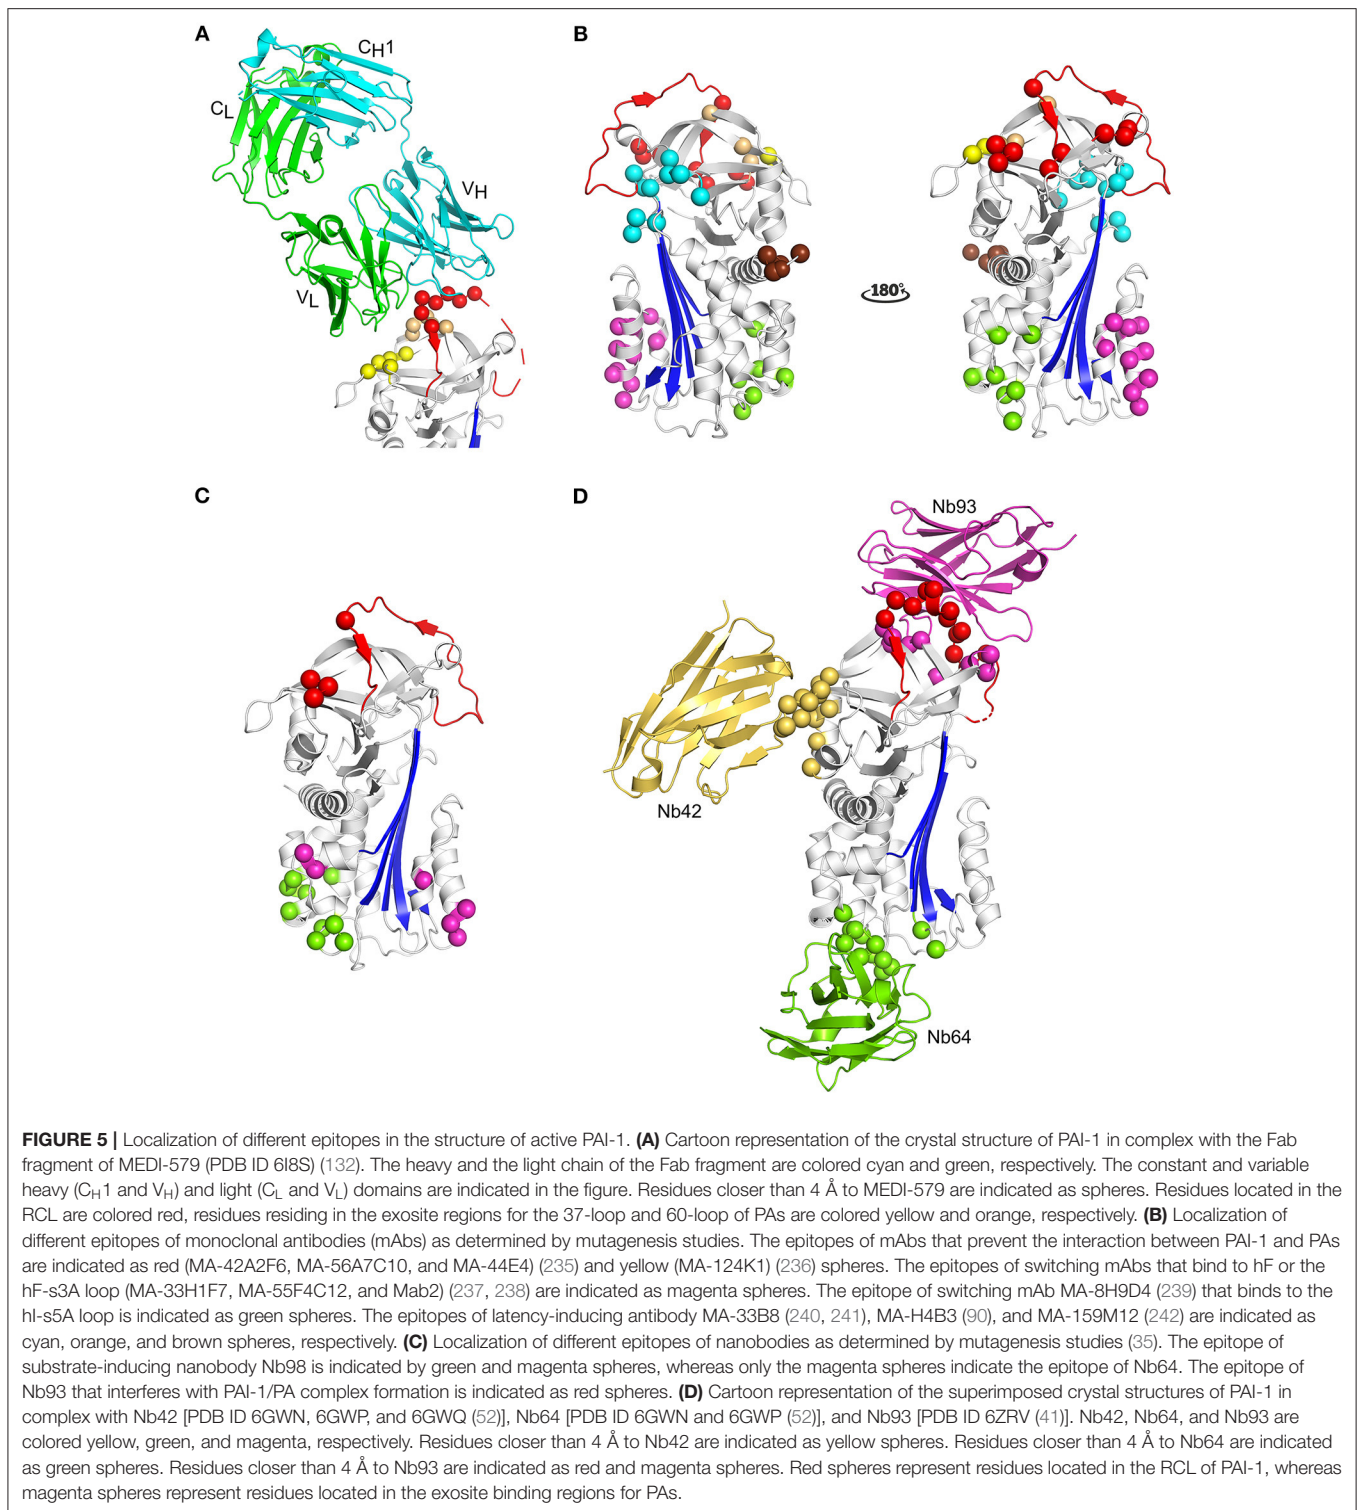 A
CH1
CL
VH
VL
B
180°
C
D
Nb93
Nb42
Nb64
FIGURE 5 | Localization of different epitopes in the structure of active PAI-1. (A) Cartoon representation of the crystal structure of PAI-1 in complex with the Fab
fragment of MEDI-579 (PDB ID 6I8S) (132). The heavy and the light chain of the Fab fragment are colored cyan and green, respectively. The constant and variable
heavy (CH1 and VH) and light (CL and VL) domains are indicated in the figure. Residues closer than 4 Å to MEDI-579 are indicated as spheres. Residues located in the
RCL are colored red, residues residing in the exosite regions for the 37-loop and 60-loop of PAs are colored yellow and orange, respectively. (B) Localization of
different epitopes of monoclonal antibodies (mAbs) as determined by mutagenesis studies. The epitopes of mAbs that prevent the interaction between PAI-1 and PAs
are indicated as red (MA-42A2F6, MA-56A7C10, and MA-44E4) (235) and yellow (MA-124K1) (236) spheres. The epitopes of switching mAbs that bind to hF or the
hF-s3A loop (MA-33H1F7, MA-55F4C12, and Mab2) (237, 238) are indicated as magenta spheres. The epitope of switching mAb MA-8H9D4 (239) that binds to the
hI-s5A loop is indicated as green spheres. The epitopes of latency-inducing antibody MA-33B8 (240, 241), MA-H4B3 (90), and MA-159M12 (242) are indicated as
cyan, orange, and brown spheres, respectively. (C) Localization of different epitopes of nanobodies as determined by mutagenesis studies (35). The epitope of
substrate-inducing nanobody Nb98 is indicated by green and magenta spheres, whereas only the magenta spheres indicate the epitope of Nb64. The epitope of
Nb93 that interferes with PAI-1/PA complex formation is indicated as red spheres. (D) Cartoon representation of the superimposed crystal structures of PAI-1 in
complex with Nb42 [PDB ID 6GWN, 6GWP, and 6GWQ (52)], Nb64 [PDB ID 6GWN and 6GWP (52)], and Nb93 [PDB ID 6ZRV (41)]. Nb42, Nb64, and Nb93 are
colored yellow, green, and magenta, respectively. Residues closer than 4 Å to Nb42 are indicated as yellow spheres. Residues closer than 4 Å to Nb64 are indicated
as green spheres. Residues closer than 4 Å to Nb93 are indicated as red and magenta spheres. Red spheres represent residues located in the RCL of PAI-1, whereas
magenta spheres represent residues located in the exosite binding regions for PAs.